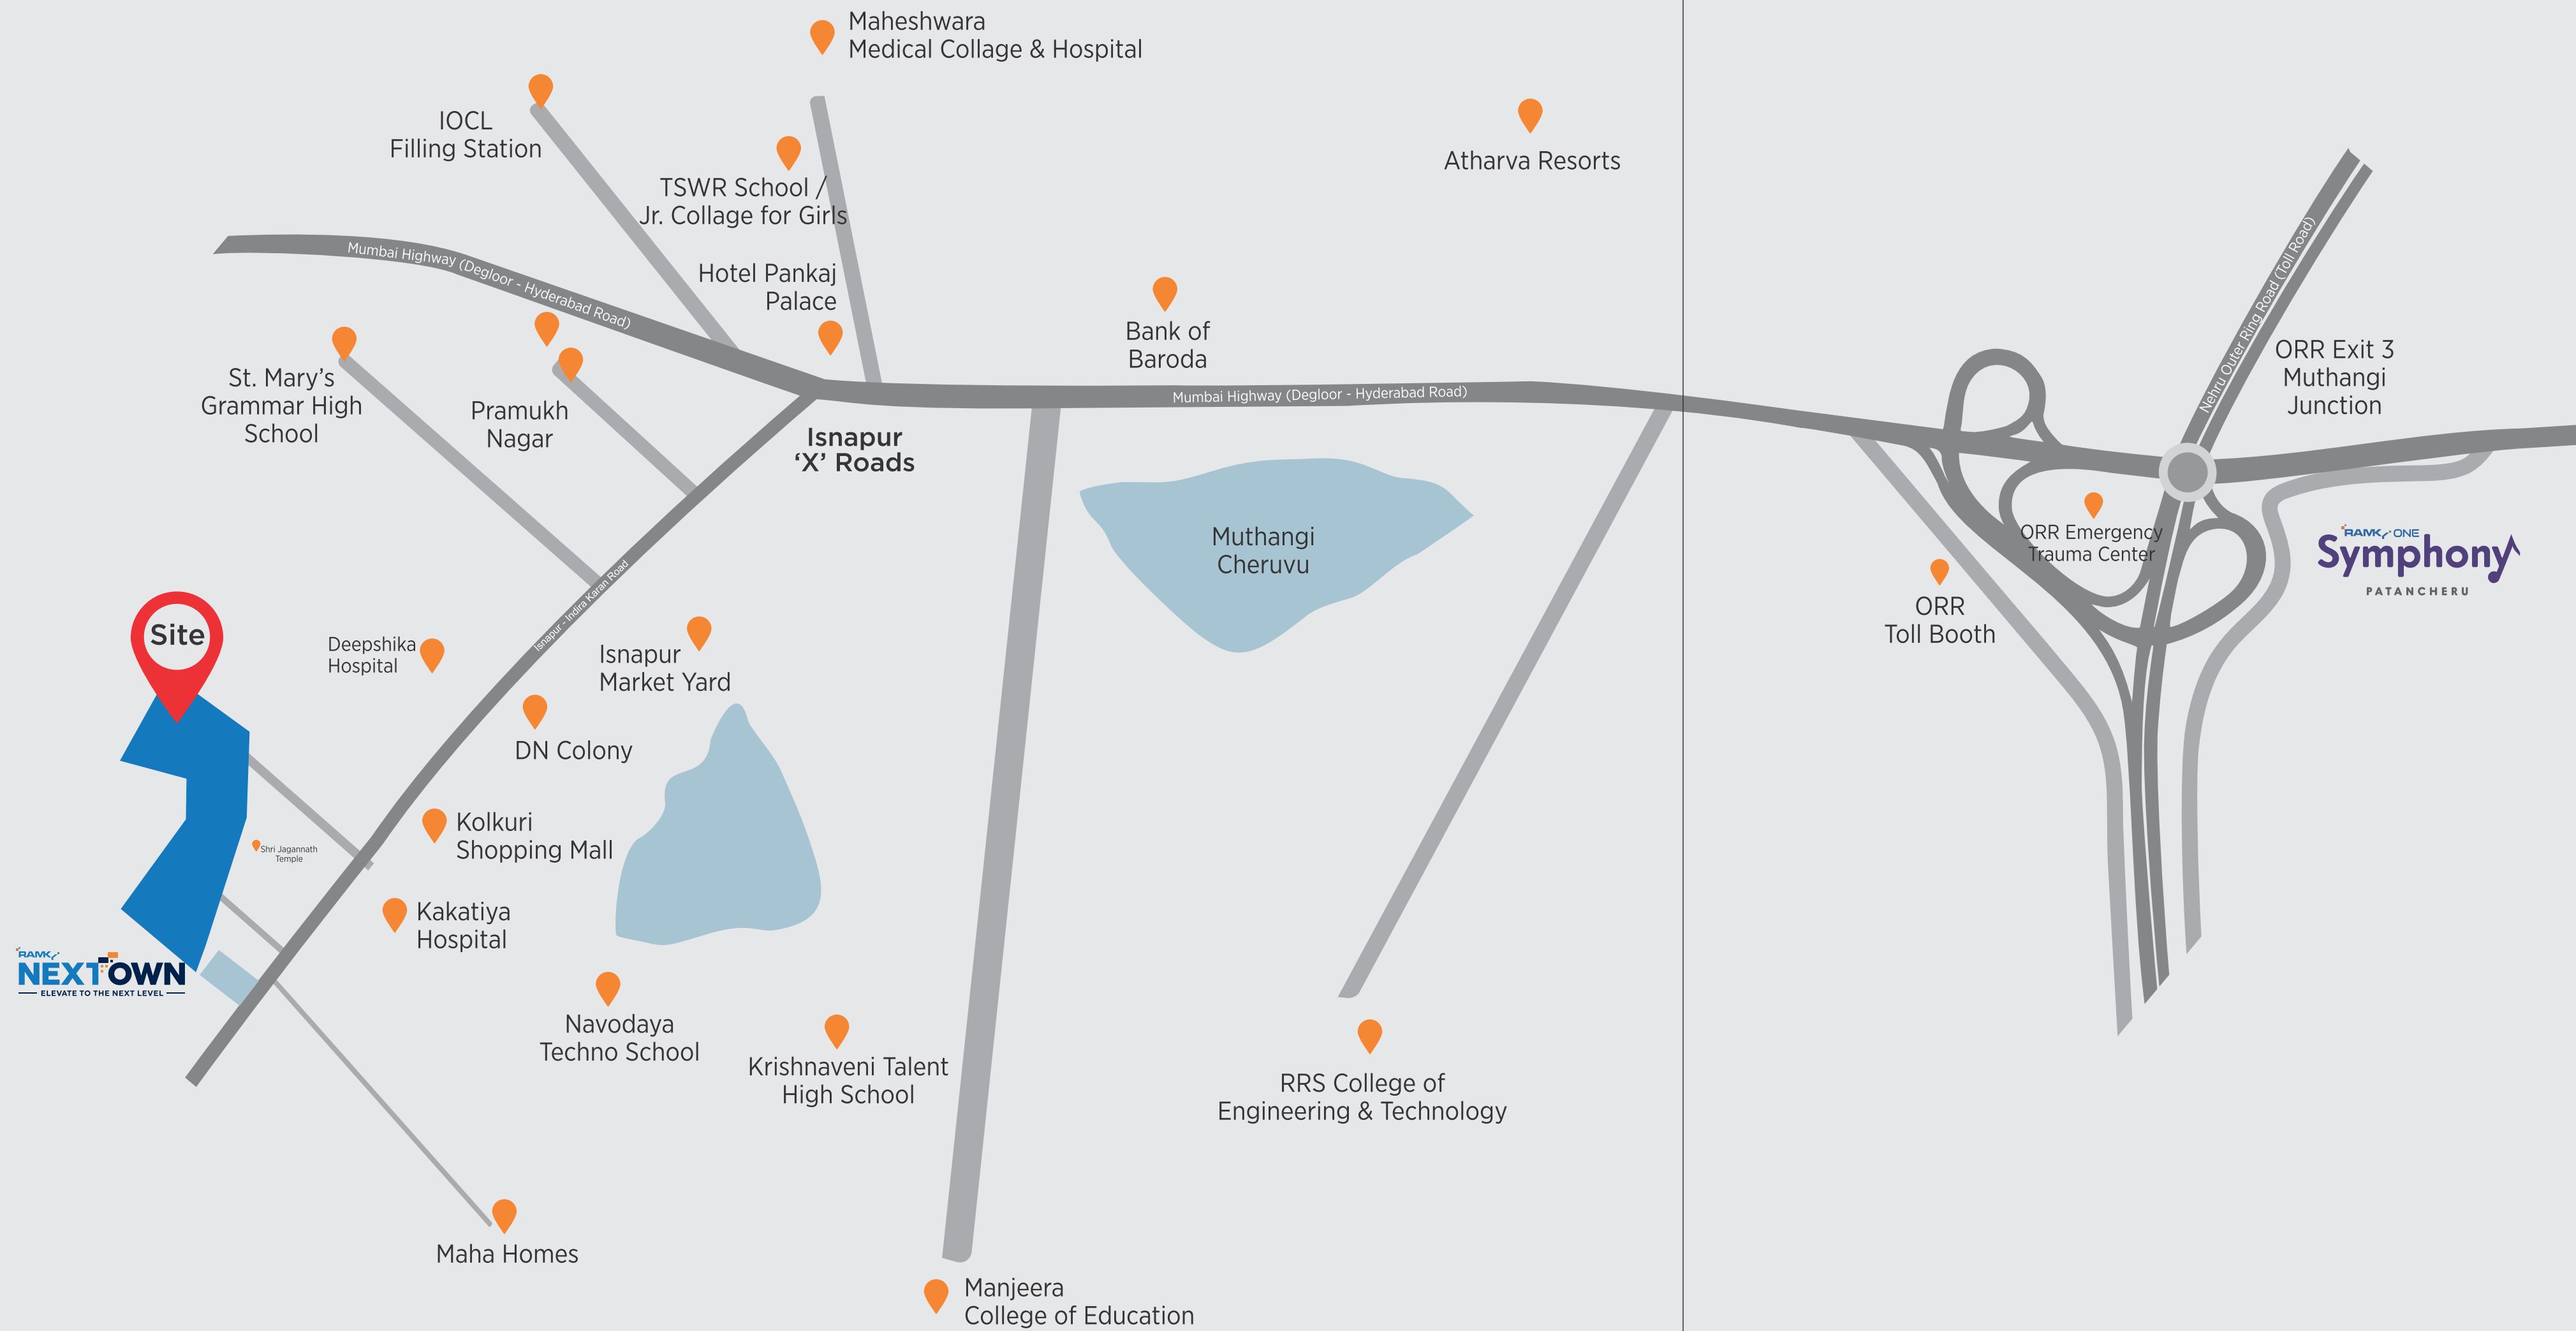 Maheshwara
Medical Collage & Hospital
IOCL
Filling Station
TSWR School /
Jr. Collage for Girls
Atharva Resorts
Hotel Pankaj
Palace
Mumbai Highway (Degloor - Hyderabad Road)
Bank of
Baroda
St. Mary’s
Grammar High
School
Pramukh
Nagar
Isnapur
‘X’ Roads
Mumbai Highway (Degloor - Hyderabad Road)
Nehru Outer Ring Road (Toll Road)
ORR Exit 3
Muthangi
Junction
Muthangi
Cheruvu
ORR Emergency
Trauma Center
RAMKY ONE
Symphony
PATANCHERU
ORR
Toll Booth
Isnapur - Indira Karan Road
Site
Deepshika
Hospital
Isnapur
Market Yard
DN Colony
Kolkuri
Shopping Mall
Shri Jagannath
Temple
Kakatiya
Hospital
RAMKY
NEXTOWN
ELEVATE TO THE NEXT LEVEL
Navodaya
Techno School
Krishnaveni Talent
High School
RRS College of
Engineering & Technology
Maha Homes
Manjeera
College of Education